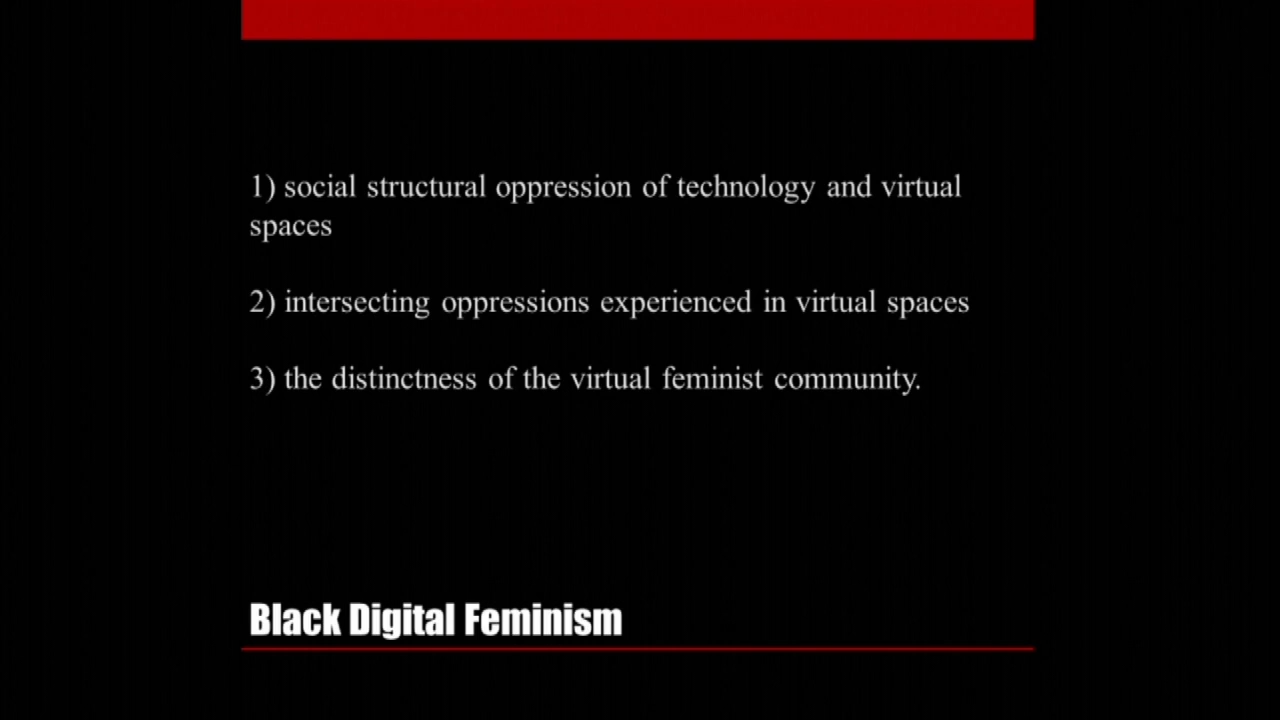 1) social structural oppression of technology and virtual
spaces
2) intersecting oppressions experienced in virtual spaces
3) the distinctness of the virtual feminist community.
Black Digital Feminism